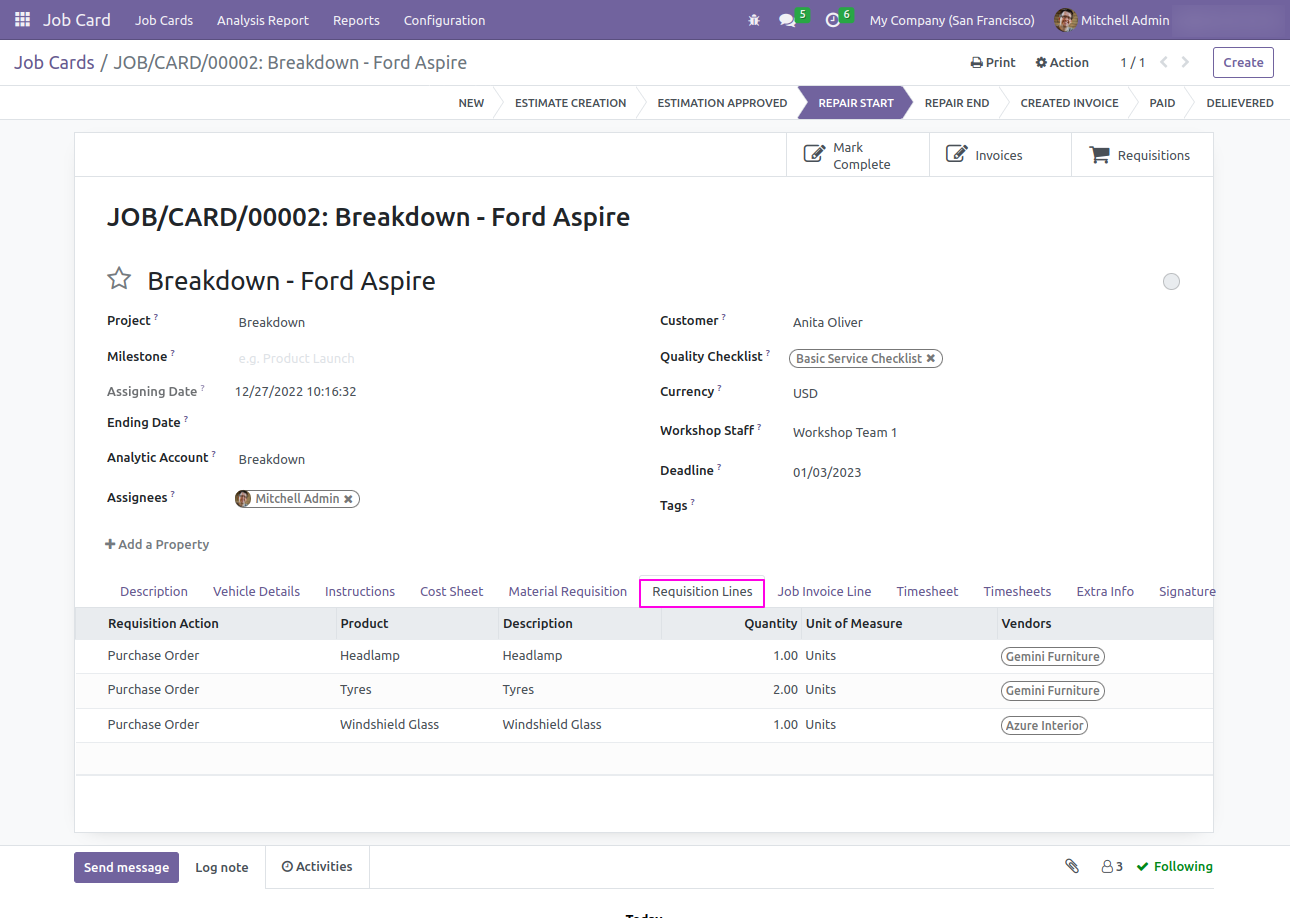 Job Card Job Cards Analysis Report Reports Configuration 5 6 My Company (San Francisco) Mitchell Admin
Job Cards / JOB/CARD/00002: Breakdown - Ford Aspire Print Action 1 / 1 Create
NEW ESTIMATE CREATION ESTIMATION APPROVED REPAIR START REPAIR END CREATED INVOICE PAID DELIEVERED
Mark Complete Invoices Requisitions
JOB/CARD/00002: Breakdown - Ford Aspire
Breakdown - Ford Aspire
Project ? Breakdown Customer ? Anita Oliver
Milestone ? e.g. Product Launch Quality Checklist ? Basic Service Checklist ✖
Assigning Date ? 12/27/2022 10:16:32 Currency ? USD
Ending Date ? Workshop Staff ? Workshop Team 1
Analytic Account ? Breakdown Deadline ? 01/03/2023
Assignees ? Mitchell Admin ✖ Tags ?
+ Add a Property
Description Vehicle Details Instructions Cost Sheet Material Requisition Requisition Lines Job Invoice Line Timesheet Timesheets Extra Info Signature
Requisition Action Product Description Quantity Unit of Measure Vendors
Purchase Order Headlamp Headlamp 1.00 Units Gemini Furniture
Purchase Order Tyres Tyres 2.00 Units Gemini Furniture
Purchase Order Windshield Glass Windshield Glass 1.00 Units Azure Interior
Send message Log note Activities 3 Following
Today